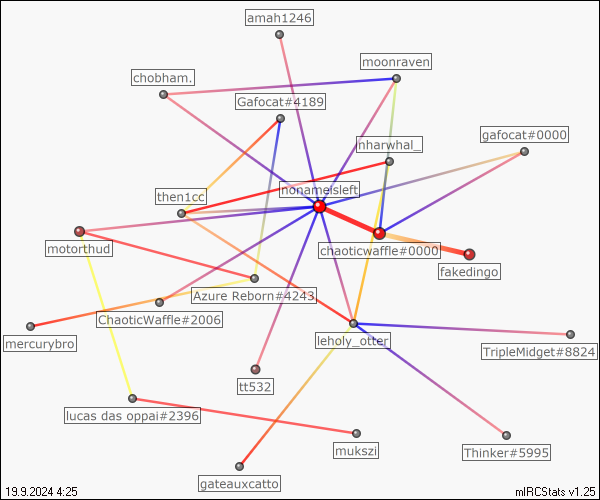 amah1246
moonraven
chobham.
Gafocat#4189
gafocat#0000
nharwhal_
nonameisleft
then1cc
motorthud
chaoticwaffle#0000
fakedingo
Azure Reborn#4243
ChaoticWaffle#2006
mercurybro
leholy_otter
TripleMidget#8824
tt532
lucas das oppai#2396
mukszi
Thinker#5995
gateauxcatto
19.9.2024 4:25
mIRCStats v1.25